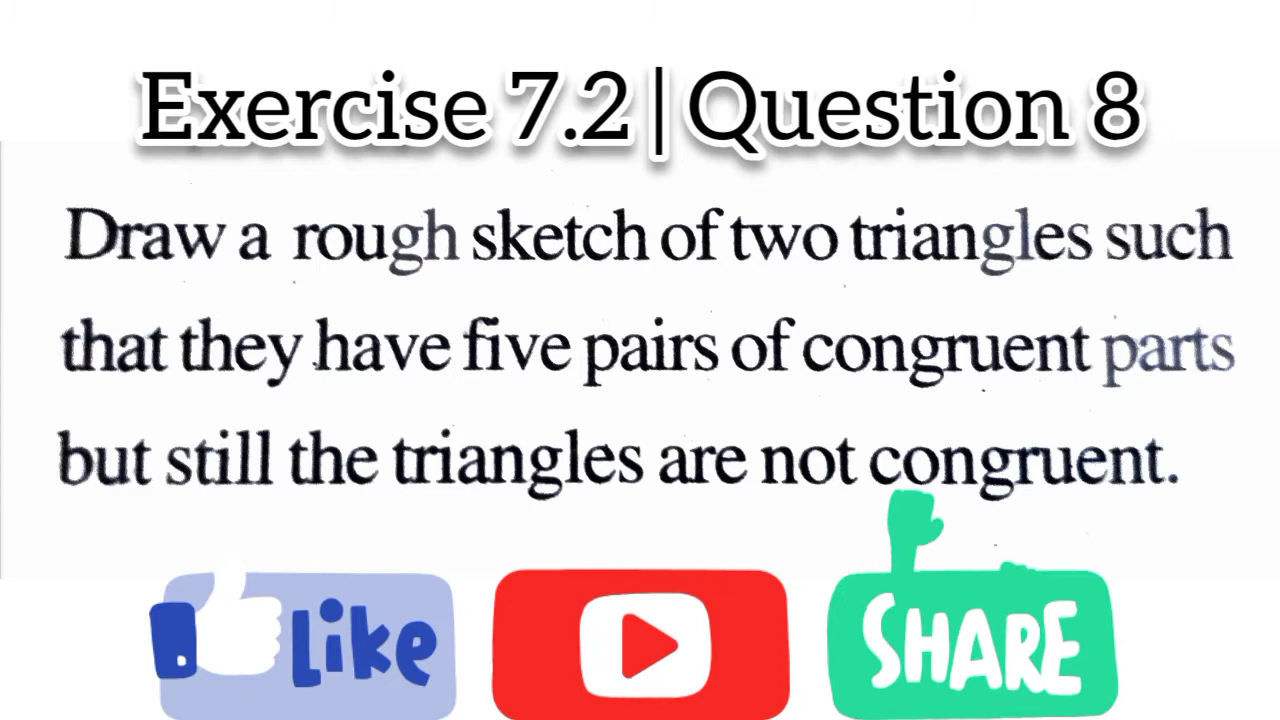 Exercise 7.2 | Question 8
Draw a rough sketch of two triangles such
that they have five pairs of congruent parts
but still the triangles are not congruent.
Like
SHARE